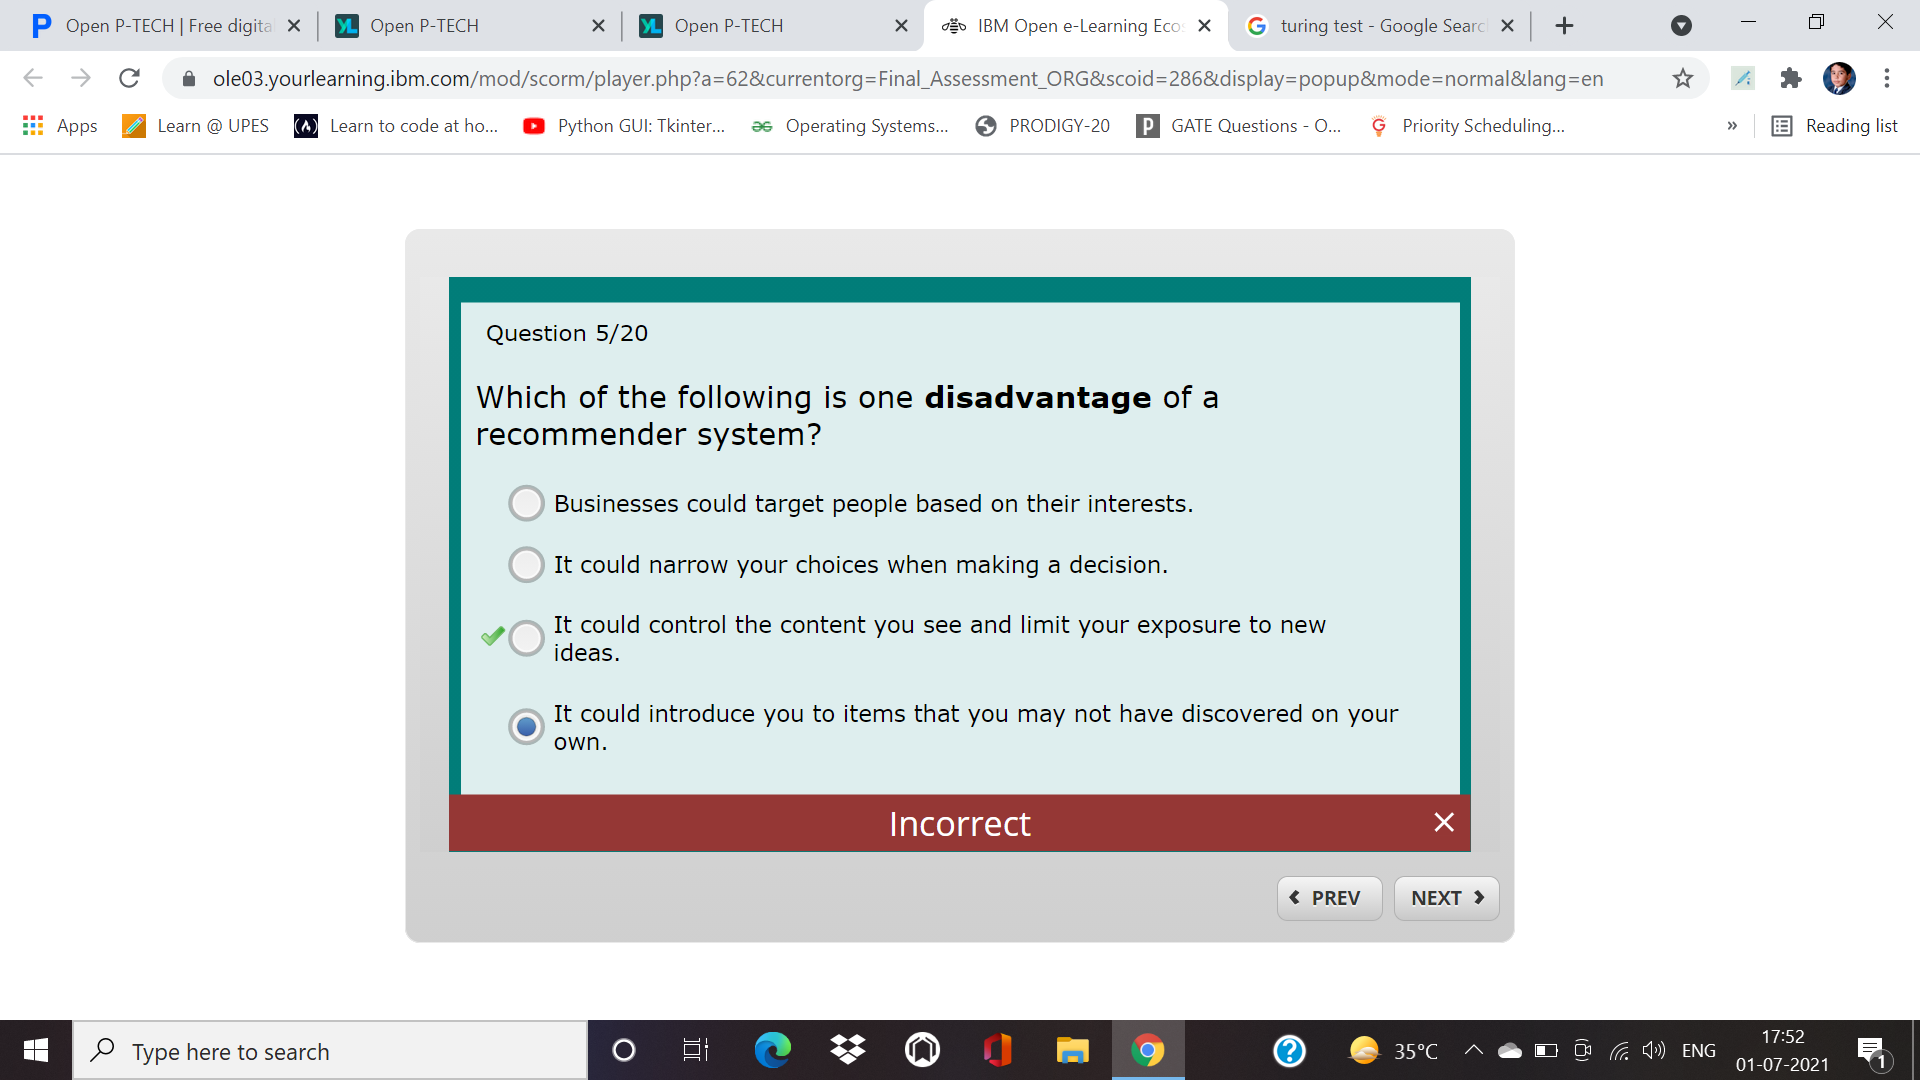 Open P-TECH | Free digita
Open P-TECH
Open P-TECH
IBM Open e-Learning Eco
turing test - Google Searc
ole03.yourlearning.ibm.com/mod/scorm/player.php?a=62&currentorg=Final_Assessment_ORG&scoid=286&display=popup&mode=normal&lang=en
Apps
Learn @ UPES
Learn to code at ho...
Python GUI: Tkinter...
Operating Systems...
PRODIGY-20
GATE Questions - O...
Priority Scheduling...
»
Reading list
Question 5/20
Which of the following is one disadvantage of a
recommender system?
Businesses could target people based on their interests.
It could narrow your choices when making a decision.
It could control the content you see and limit your exposure to new
ideas.
It could introduce you to items that you may not have discovered on your
own.
Incorrect
PREV
NEXT
Type here to search
35°C
ENG
17:52
01-07-2021
1